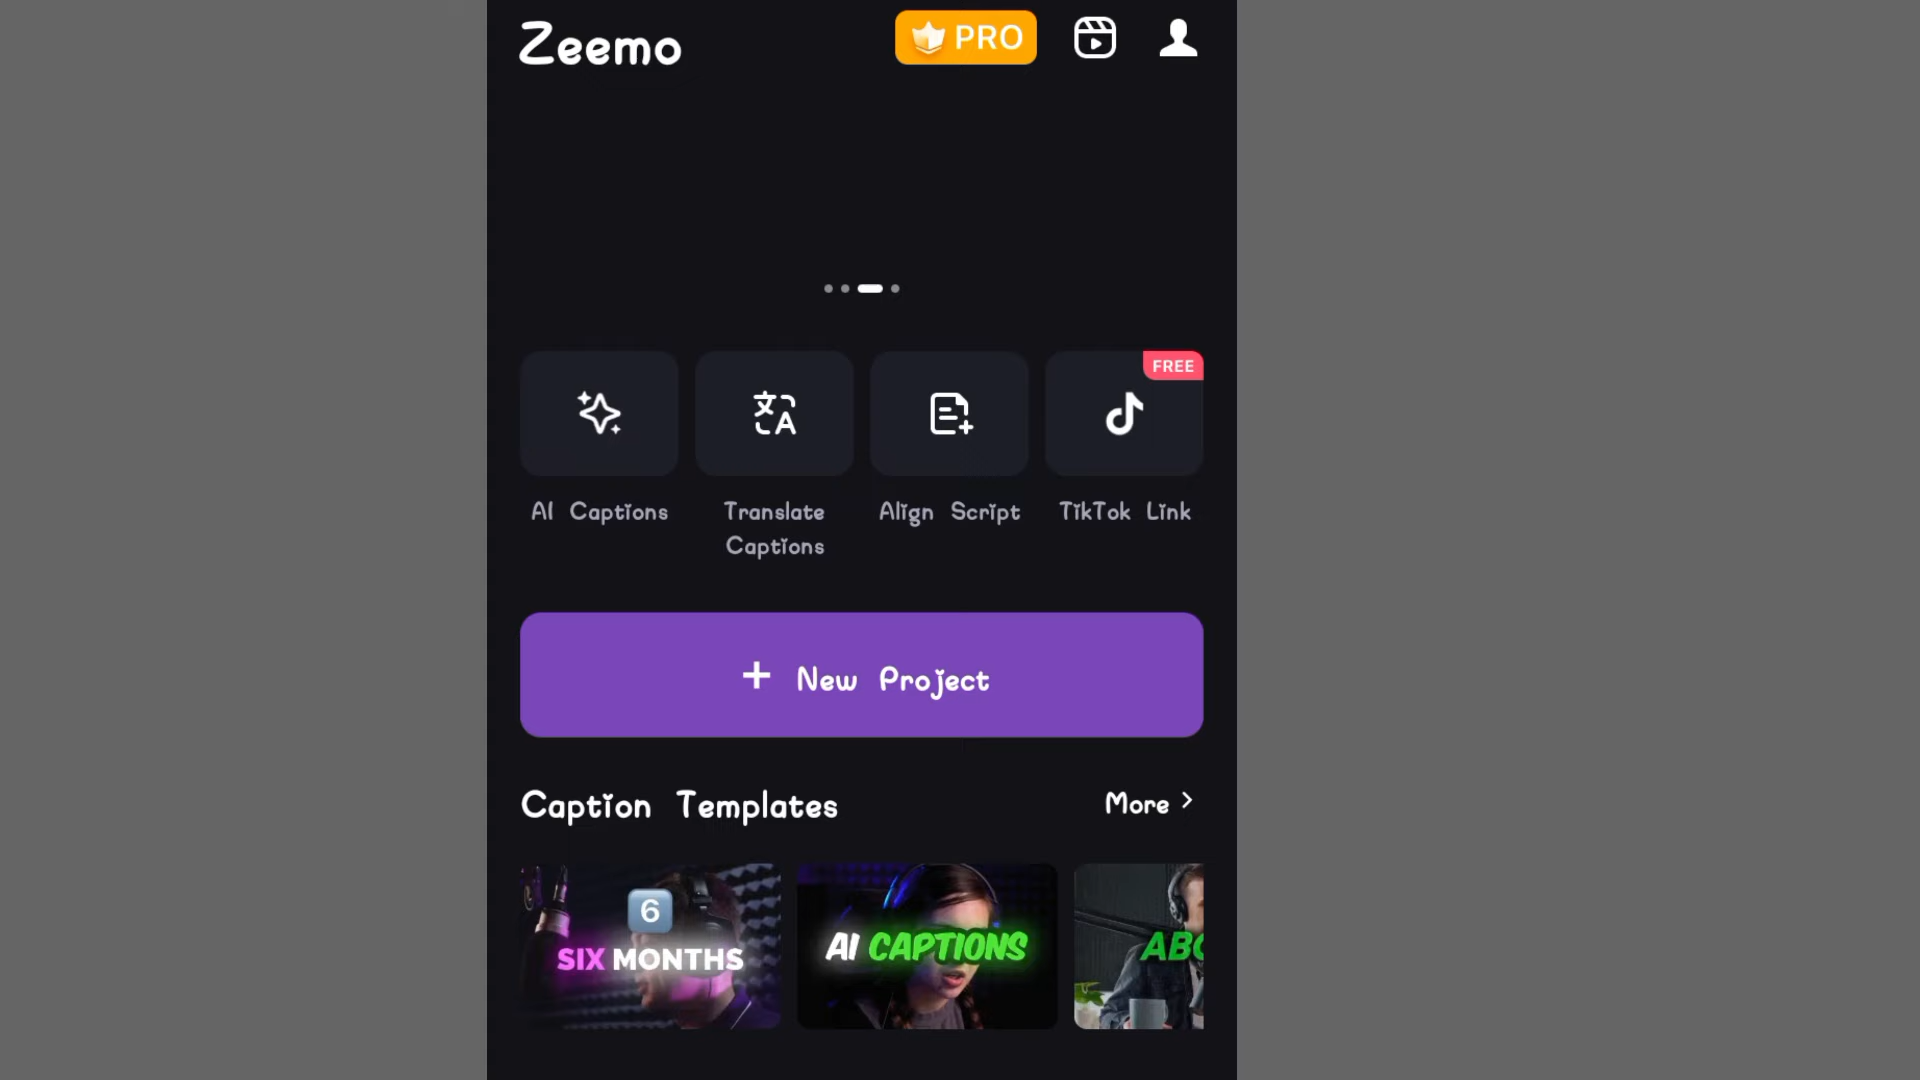 Zeemo
PRO
FREE
AI Captions
Translate
Captions
Align Script
TikTok Link
+ New Project
Caption Templates
More >
6
SIX MONTHS
AI CAPTIONS